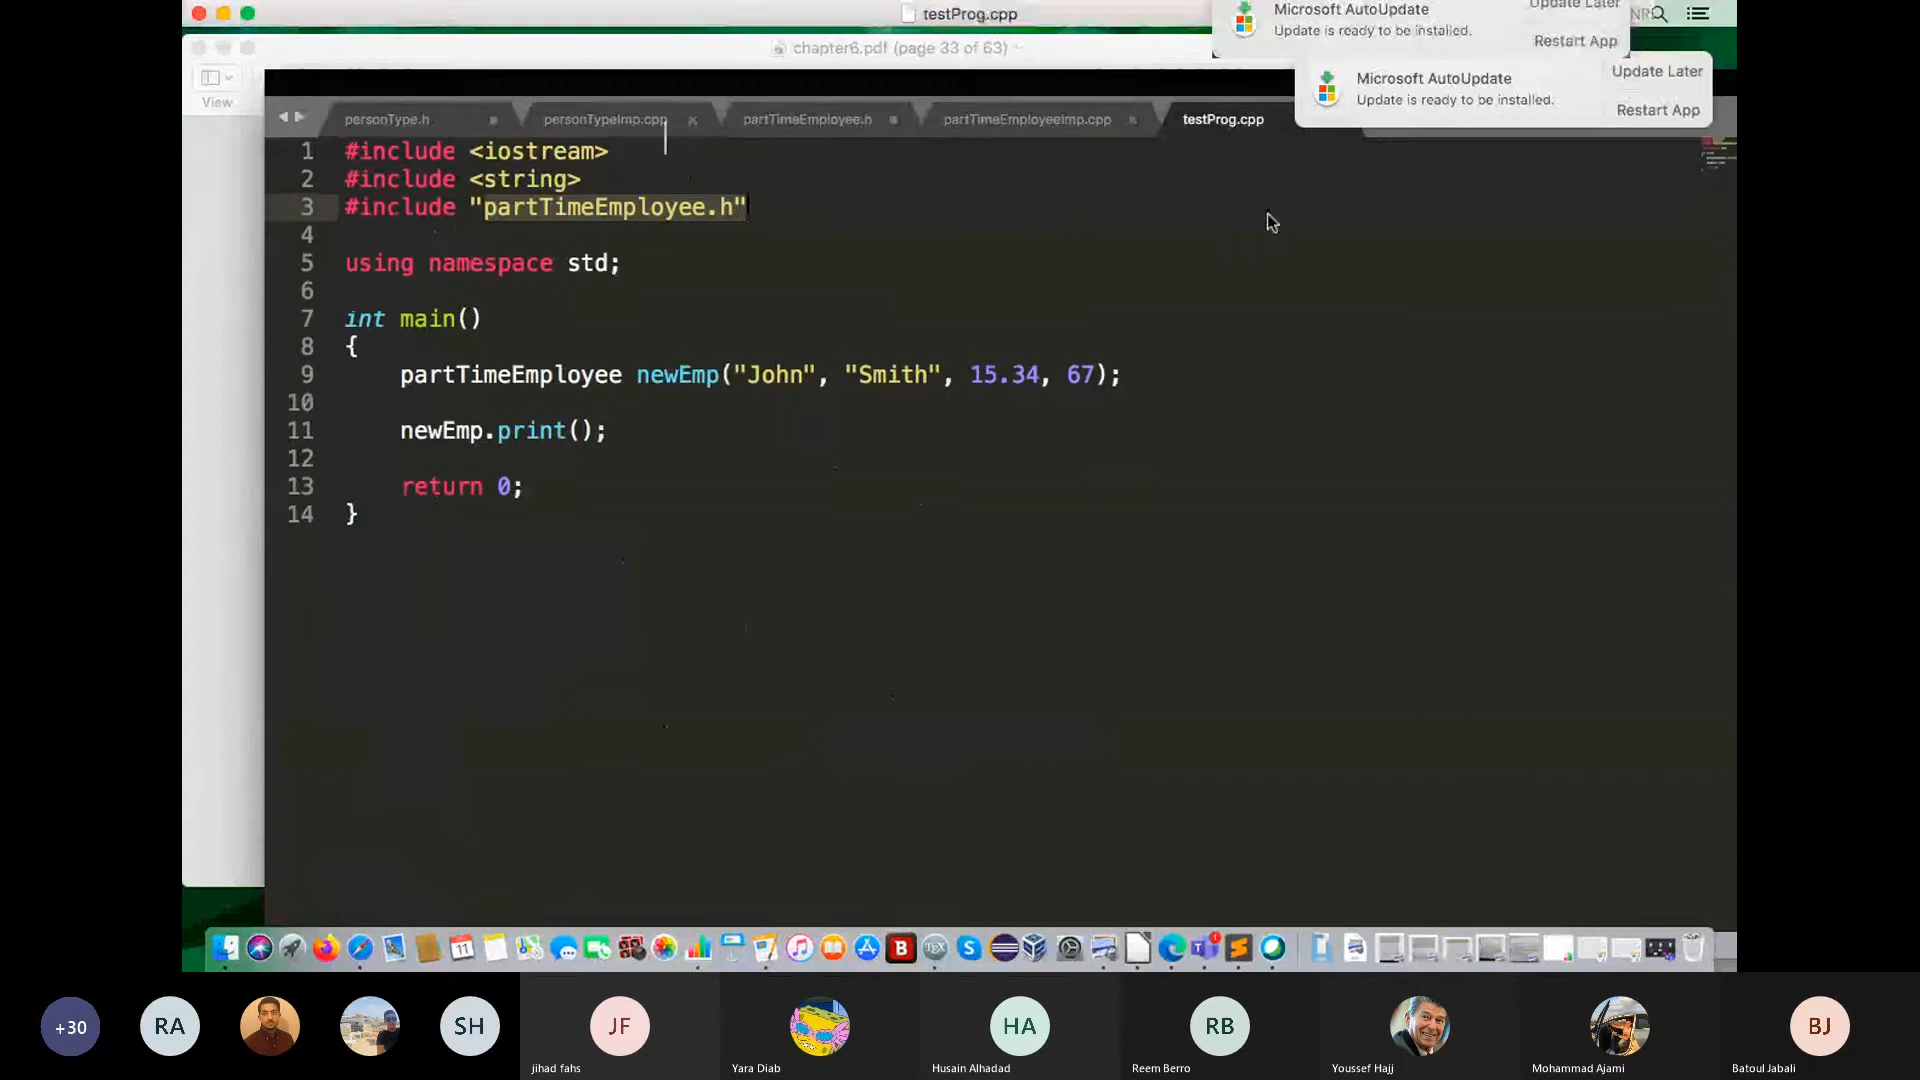 testProg.cpp
Microsoft AutoUpdate
Update is ready to be installed.
Update Later
Restart App
chapter6.pdf (page 33 of 63)
Microsoft AutoUpdate
Update is ready to be installed.
Update Later
Restart App
View
personType.h
personTypeImp.cpp
partTimeEmployee.h
partTimeEmployeeImp.cpp
testProg.cpp
1 #include <iostream>
2 #include <string>
3 #include "partTimeEmployee.h"
4
5 using namespace std;
6
7 int main()
8 {
9 partTimeEmployee newEmp("John", "Smith", 15.34, 67);
10
11 newEmp.print();
12
13 return 0;
14 }
11
+30
RA
SH
JF
HA
RB
BJ
jihad fahs
Yara Diab
Husain Alhadad
Reem Berro
Youssef Hajj
Mohammad Ajami
Batoul Jabali